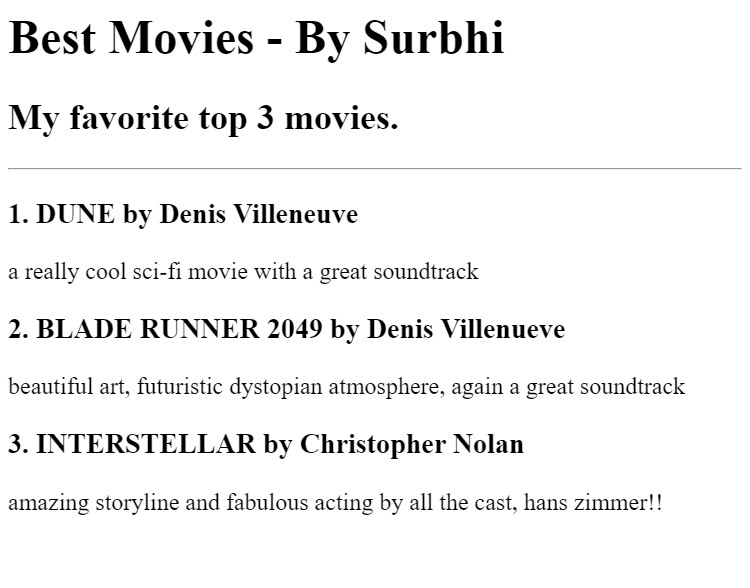 Best Movies - By Surbhi
My favorite top 3 movies.
1. DUNE by Denis Villeneuve
a really cool sci-fi movie with a great soundtrack
2. BLADE RUNNER 2049 by Denis Villenueve
beautiful art, futuristic dystopian atmosphere, again a great soundtrack
3. INTERSTELLAR by Christopher Nolan
amazing storyline and fabulous acting by all the cast, hans zimmer!!